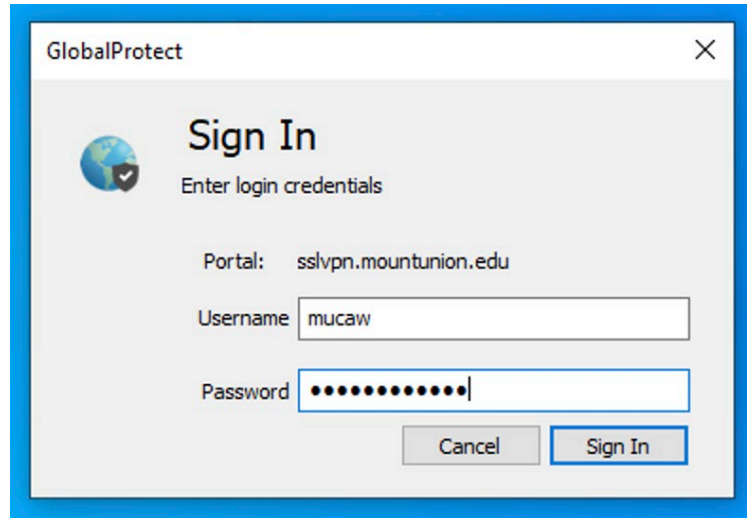 GlobalProtect
Sign In
Enter login credentials
Portal: sslvpn.mountunion.edu
Username mucaw
Password ●●●●●●●●●●●●
Cancel Sign In